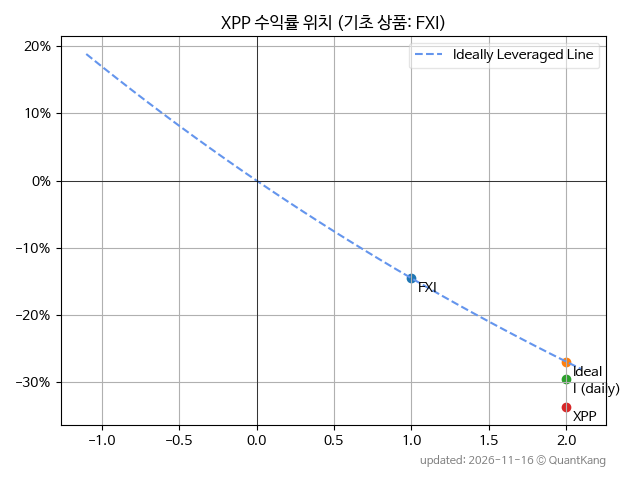 XPP 수익률 위치 (기초 상품: FXI)
Ideally Leveraged Line
20%
10%
0%
−10%
−20%
−30%
FXI
Ideal
I (daily)
XPP
−1.0 −0.5 0.0 0.5 1.0 1.5 2.0
updated: 2026-11-16 © QuantKang